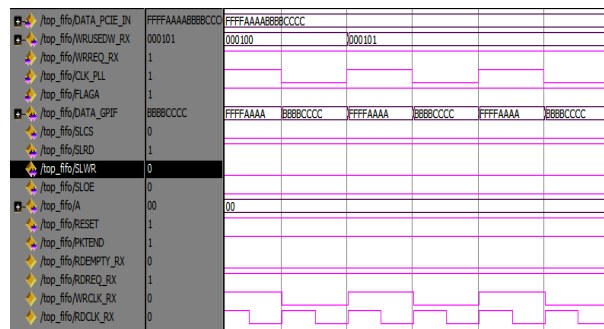 /top_fifo/DATA_PCIE_IN FFFFAAAABBBBCCCC FFFFAAAABBBBCCCC
/top_fifo/WRUSEDW_RX 000101 000100 000101
/top_fifo/WRREQ_RX 1
/top_fifo/CLK_PLL 1
/top_fifo/FLAGA 1
/top_fifo/DATA_GPIF BBBBCCCC FFFFAAAA BBBBCCCC FFFFAAAA BBBBCCCC FFFFAAAA BBBBCCCC
/top_fifo/SLCS 0
/top_fifo/SLRD 1
/top_fifo/SLWR 0
/top_fifo/SLOE 0
/top_fifo/A 00 00
/top_fifo/RESET 1
/top_fifo/PKTEND 1
/top_fifo/RDEMPTY_RX 0
/top_fifo/RDREQ_RX 1
/top_fifo/WRCLK_RX 0
/top_fifo/RDCLK_RX 0